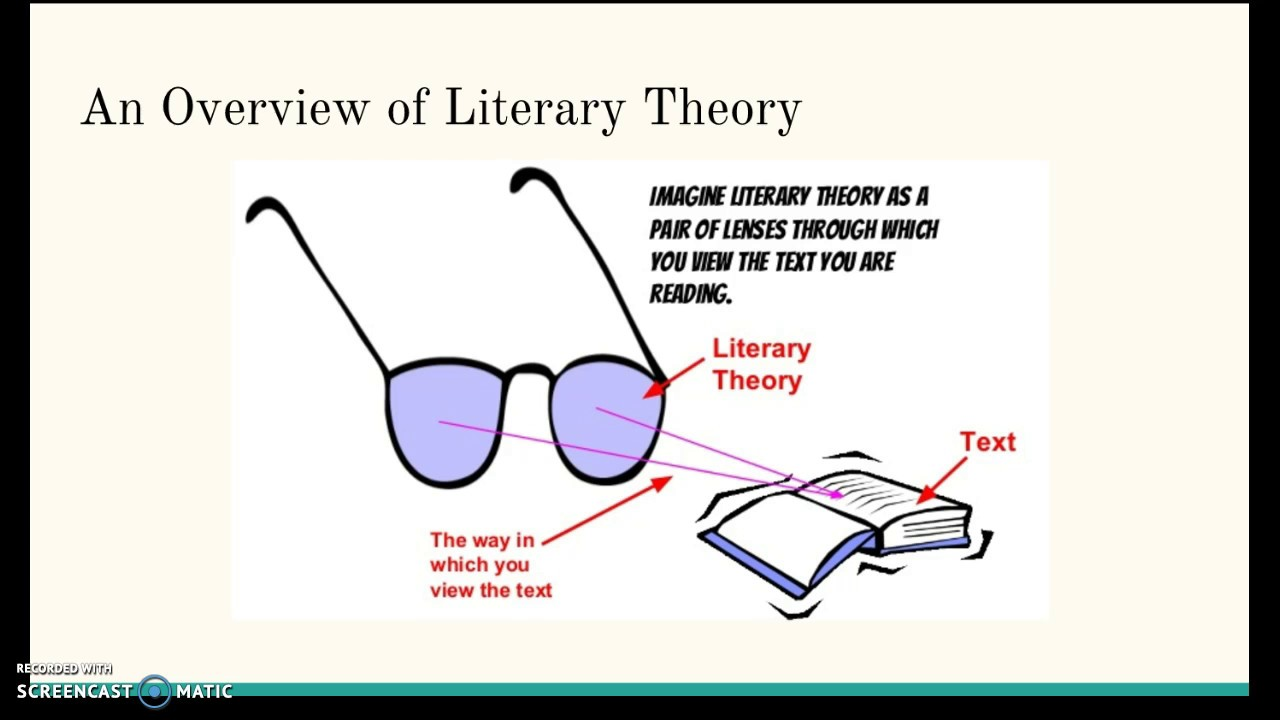 An Overview of Literary Theory
IMAGINE LITERARY THEORY AS A
PAIR OF LENSES THROUGH WHICH
YOU VIEW THE TEXT YOU ARE
READING.
Literary
Theory
Text
The way in
which you
view the text
RECORDED WITH
SCREENCAST MATIC